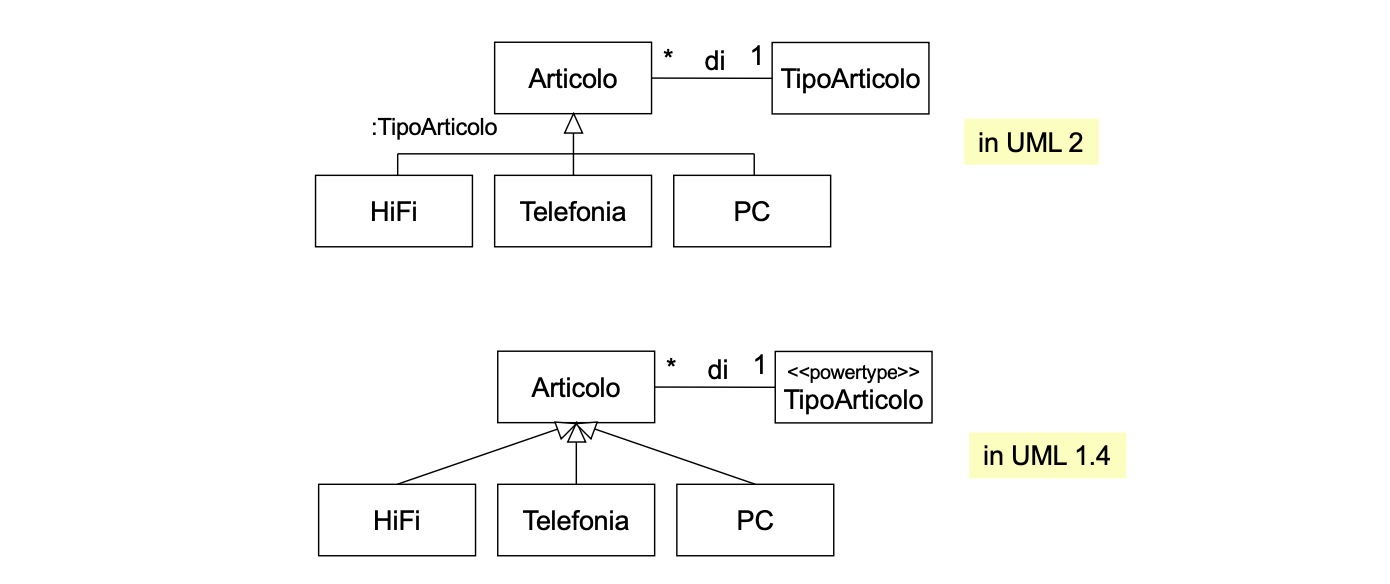 Articolo
* di 1
TipoArticolo
:TipoArticolo
in UML 2
HiFi
Telefonia
PC
Articolo
* di 1
<<powertype>>
TipoArticolo
in UML 1.4
HiFi
Telefonia
PC